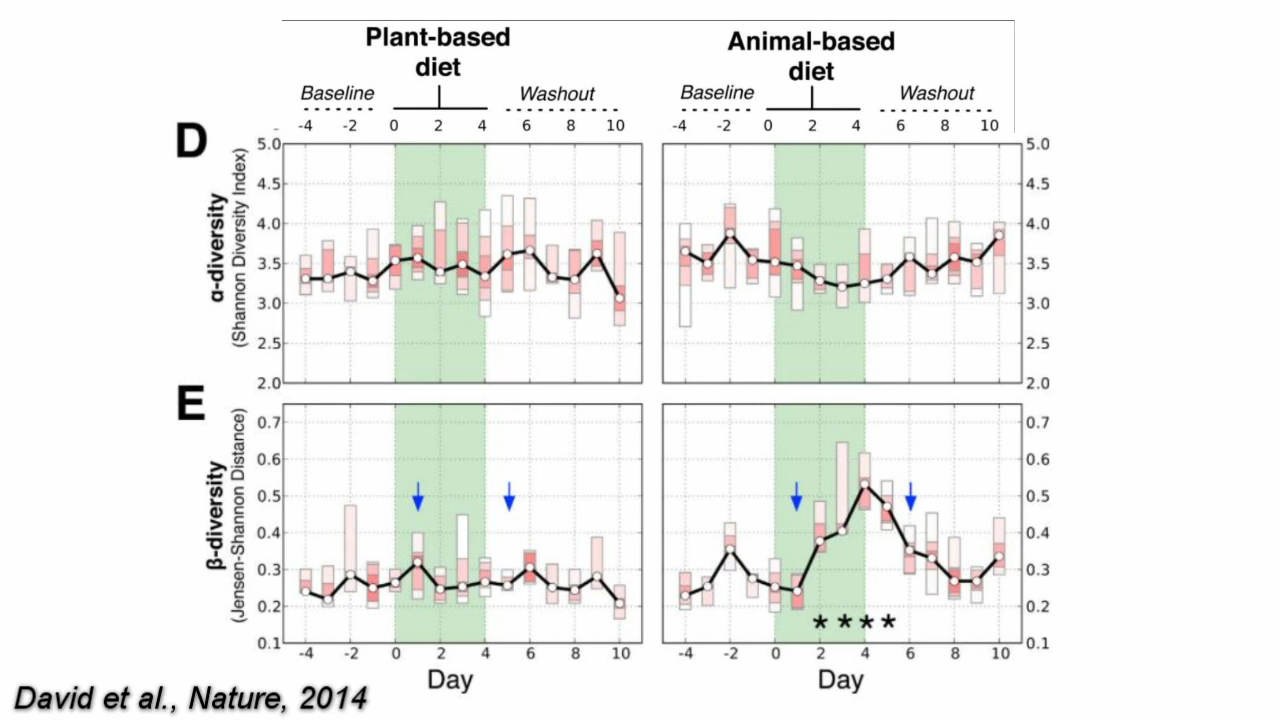 Plant-based
diet
Animal-based
diet
Baseline
Washout
Baseline
Washout
-4 -2 0 2 4 6 8 10
-4 -2 0 2 4 6 8 10
D
α-diversity
(Shannon Diversity Index)
5.0
4.5
4.0
3.5
3.0
2.5
2.0
5.0
4.5
4.0
3.5
3.0
2.5
2.0
E
β-diversity
(Jensen-Shannon Distance)
0.7
0.6
0.5
0.4
0.3
0.2
0.1
0.7
0.6
0.5
0.4
0.3
0.2
0.1
* * * *
-4 -2 0 2 4 6 8 10
-4 -2 0 2 4 6 8 10
Day
Day
David et al., Nature, 2014